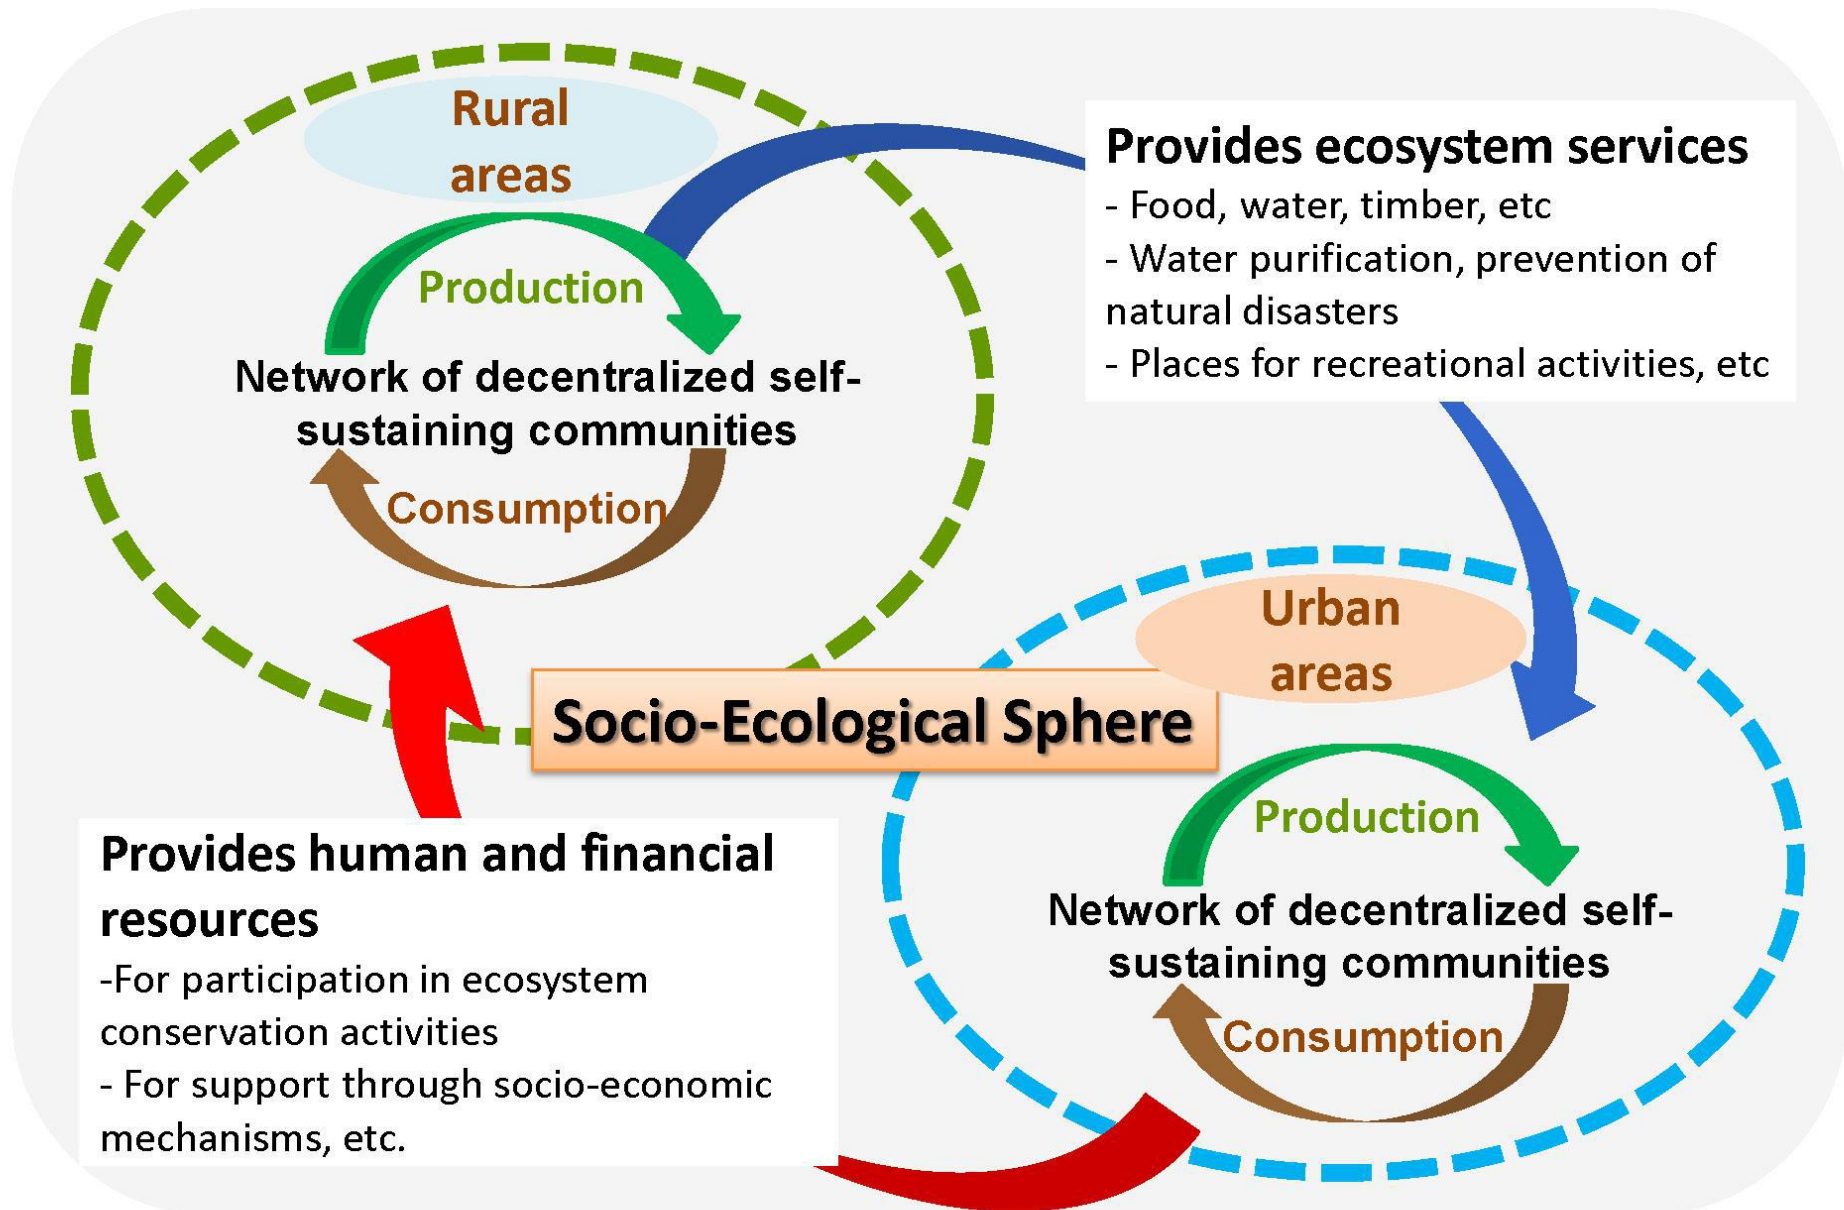 Rural
areas
Production
Network of decentralized self-
sustaining communities
Consumption
Provides ecosystem services
- Food, water, timber, etc
- Water purification, prevention of
natural disasters
- Places for recreational activities, etc
Socio-Ecological Sphere
Urban
areas
Production
Network of decentralized self-
sustaining communities
Consumption
Provides human and financial
resources
-For participation in ecosystem
conservation activities
- For support through socio-economic
mechanisms, etc.